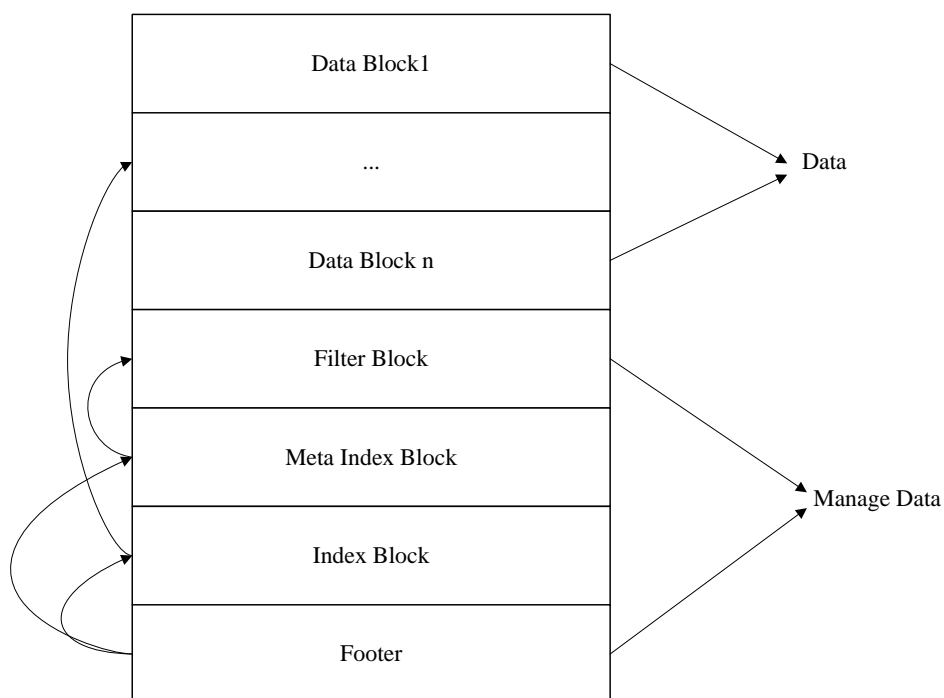 Data Block1
...
Data
Data Block n
Filter Block
Meta Index Block
Manage Data
Index Block
Footer